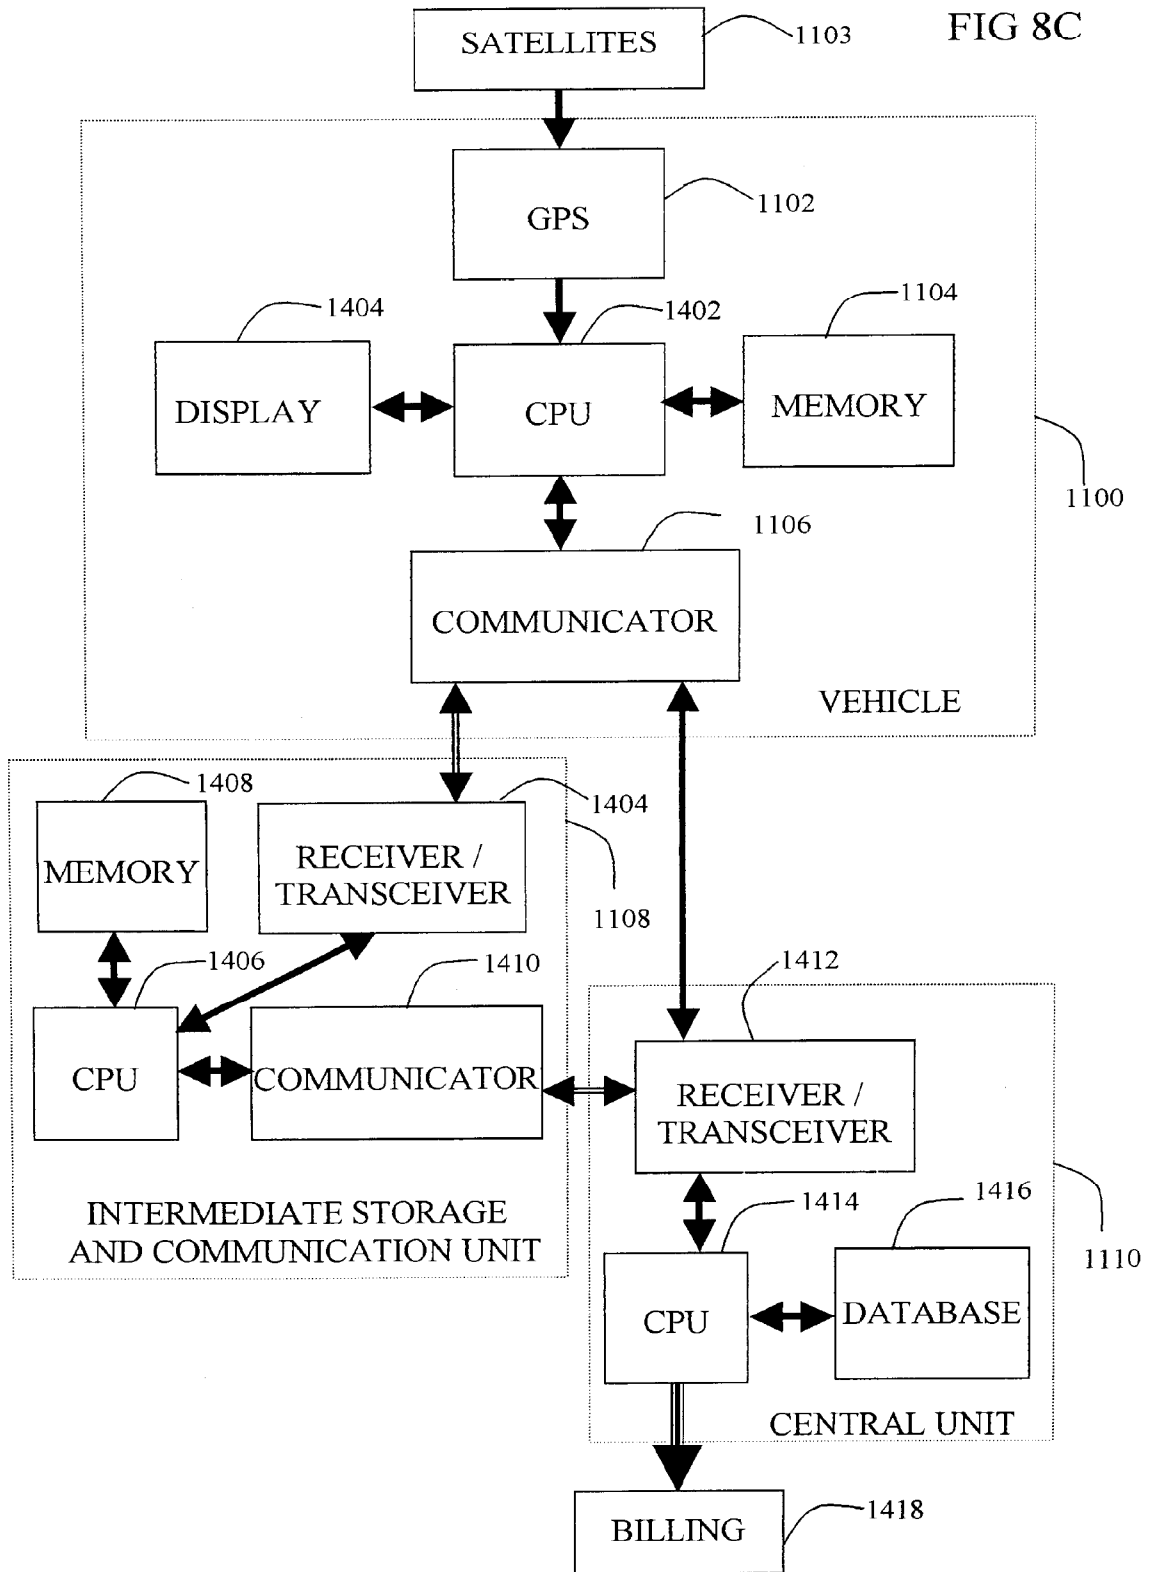 FIG 8C
SATELLITES
1103
GPS
1102
1404
1402
1104
DISPLAY
CPU
MEMORY
1100
1106
COMMUNICATOR
VEHICLE
1408
1404
MEMORY
RECEIVER /
TRANSCEIVER
1108
1406
1410
CPU
COMMUNICATOR
1412
RECEIVER /
TRANSCEIVER
INTERMEDIATE STORAGE
AND COMMUNICATION UNIT
1414
1416
1110
CPU
DATABASE
CENTRAL UNIT
BILLING
1418